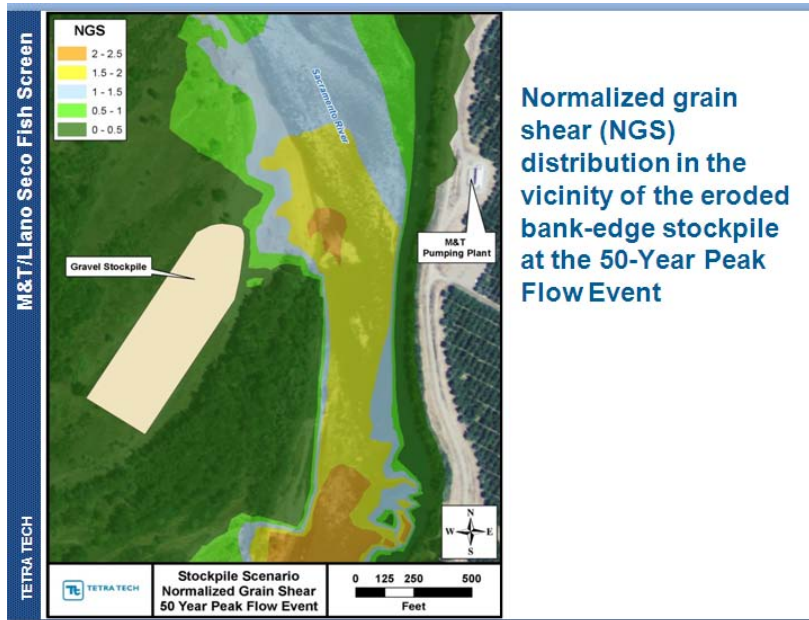 M&T/Llano Seco Fish Screen
TETRA TECH
NGS
2 - 2.5
1.5 - 2
1 - 1.5
0.5 - 1
0 - 0.5
Sacramento River
Gravel Stockpile
M&T
Pumping Plant
N
W E
S
TETRA TECH
Stockpile Scenario
Normalized Grain Shear
50 Year Peak Flow Event
0 125 250 500
Feet
Normalized grain
shear (NGS)
distribution in the
vicinity of the eroded
bank-edge stockpile
at the 50-Year Peak
Flow Event